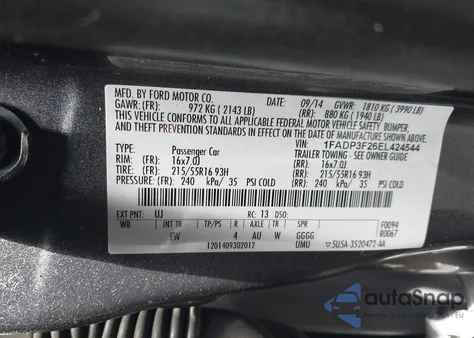 MFD. BY FORD MOTOR CO.
DATE: 09/14 GVWR: 1810 KG ( 3990 LB)
GAWR: (FR): 972 KG ( 2143 LB) (RR): 880 KG ( 1940 LB)
THIS VEHICLE CONFORMS TO ALL APPLICABLE FEDERAL MOTOR VEHICLE SAFETY, BUMPER,
AND THEFT PREVENTION STANDARDS IN EFFECT ON THE DATE OF MANUFACTURE SHOWN ABOVE.
VIN: 1FADP3F26EL424544
TYPE: Passenger Car TRAILER TOWING - SEE OWNER GUIDE
RIM: (FR): 16x7.0J (RR): 16x7.0J
TIRE: (FR): 215/55R16 93H (RR): 215/55R16 93H
PRESSURE: (FR): 240 kPa/ 35 PSI COLD (RR): 240 kPa/ 35 PSI COLD
EXT PNT: UJ RC: 13 DSO:
WB INT TR TP/PS R AXLE TR SPR F0094
EW 4 AU W GGGG R0067
1201409302012 UMU 5U5A-3520472-AA
autoSnap